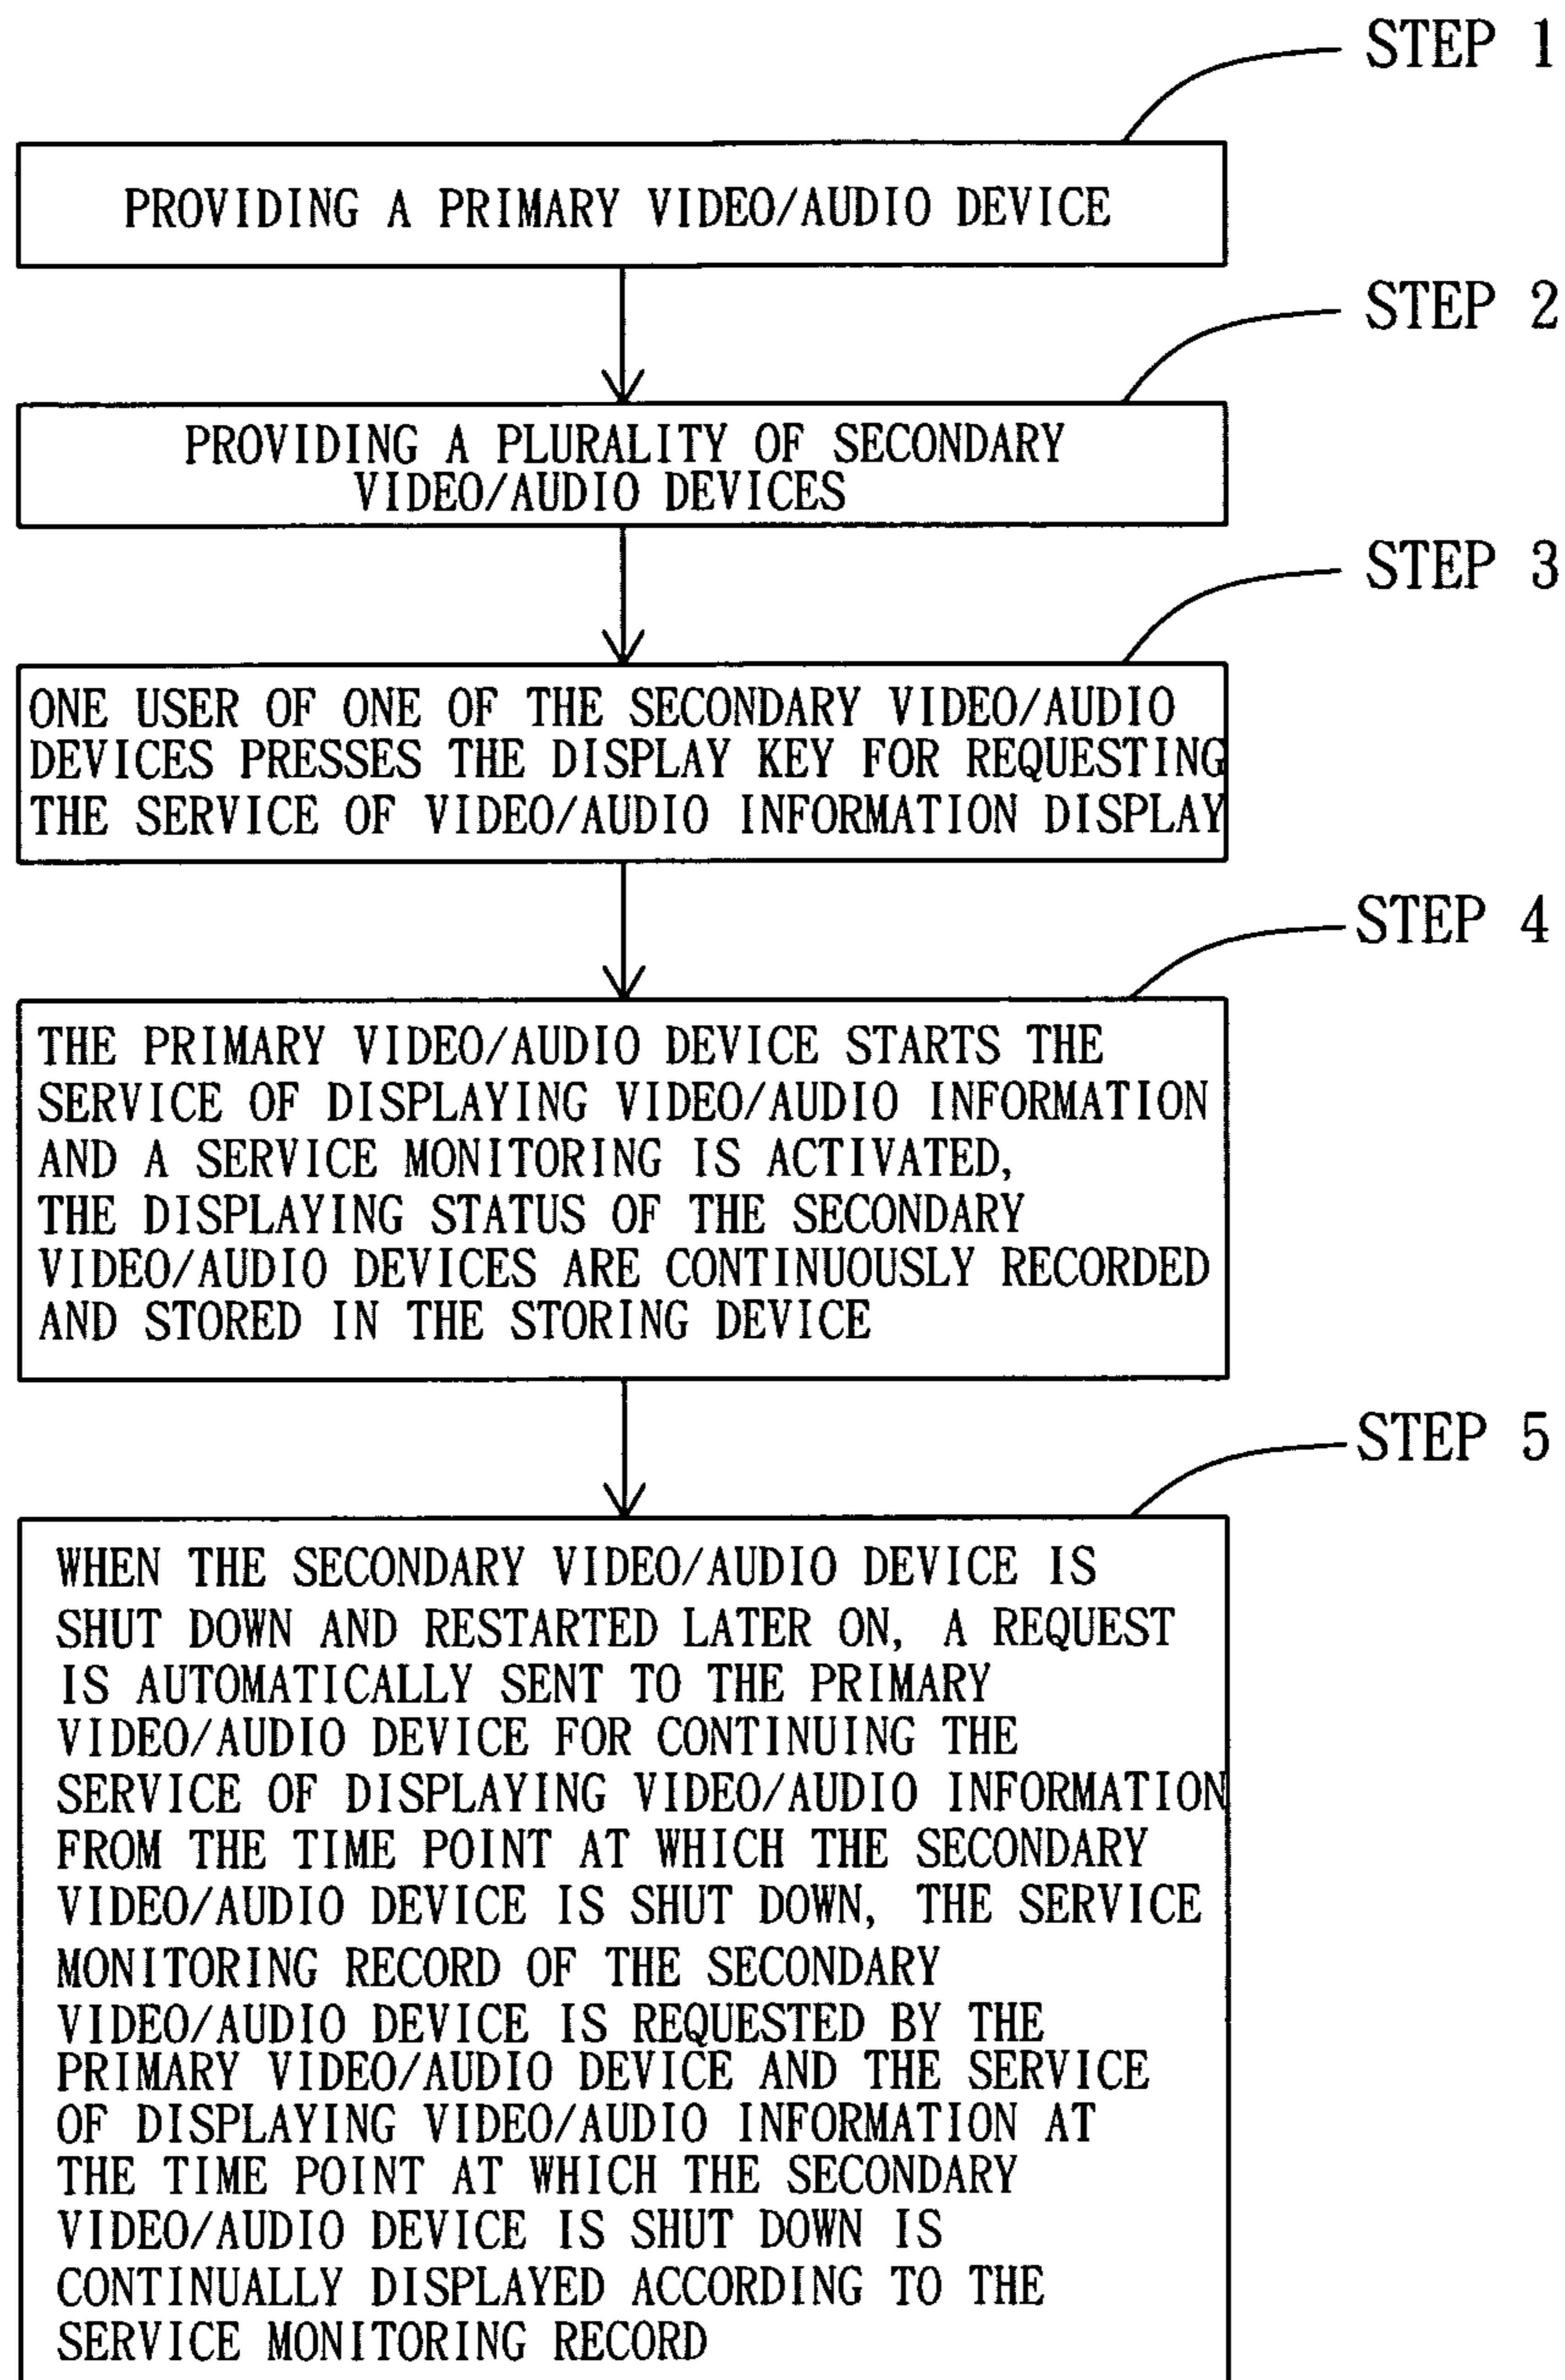 STEP 1
PROVIDING A PRIMARY VIDEO/AUDIO DEVICE
STEP 2
PROVIDING A PLURALITY OF SECONDARY
VIDEO/AUDIO DEVICES
STEP 3
ONE USER OF ONE OF THE SECONDARY VIDEO/AUDIO
DEVICES PRESSES THE DISPLAY KEY FOR REQUESTING
THE SERVICE OF VIDEO/AUDIO INFORMATION DISPLAY
STEP 4
THE PRIMARY VIDEO/AUDIO DEVICE STARTS THE
SERVICE OF DISPLAYING VIDEO/AUDIO INFORMATION
AND A SERVICE MONITORING IS ACTIVATED,
THE DISPLAYING STATUS OF THE SECONDARY
VIDEO/AUDIO DEVICES ARE CONTINUOUSLY RECORDED
AND STORED IN THE STORING DEVICE
STEP 5
WHEN THE SECONDARY VIDEO/AUDIO DEVICE IS
SHUT DOWN AND RESTARTED LATER ON, A REQUEST
IS AUTOMATICALLY SENT TO THE PRIMARY
VIDEO/AUDIO DEVICE FOR CONTINUING THE
SERVICE OF DISPLAYING VIDEO/AUDIO INFORMATION
FROM THE TIME POINT AT WHICH THE SECONDARY
VIDEO/AUDIO DEVICE IS SHUT DOWN, THE SERVICE
MONITORING RECORD OF THE SECONDARY
VIDEO/AUDIO DEVICE IS REQUESTED BY THE
PRIMARY VIDEO/AUDIO DEVICE AND THE SERVICE
OF DISPLAYING VIDEO/AUDIO INFORMATION AT
THE TIME POINT AT WHICH THE SECONDARY
VIDEO/AUDIO DEVICE IS SHUT DOWN IS
CONTINUALLY DISPLAYED ACCORDING TO THE
SERVICE MONITORING RECORD